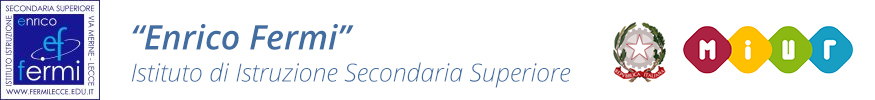 SECONDARIA SUPERIORE
ISTITUTO ISTRUZIONE
VIA MERINE - LECCE
enrico
ef
fermi
WWW.FERMILECCE.EDU.IT
“Enrico Fermi”
Istituto di Istruzione Secondaria Superiore
REPVBBLICA ITALIANA
MiUr